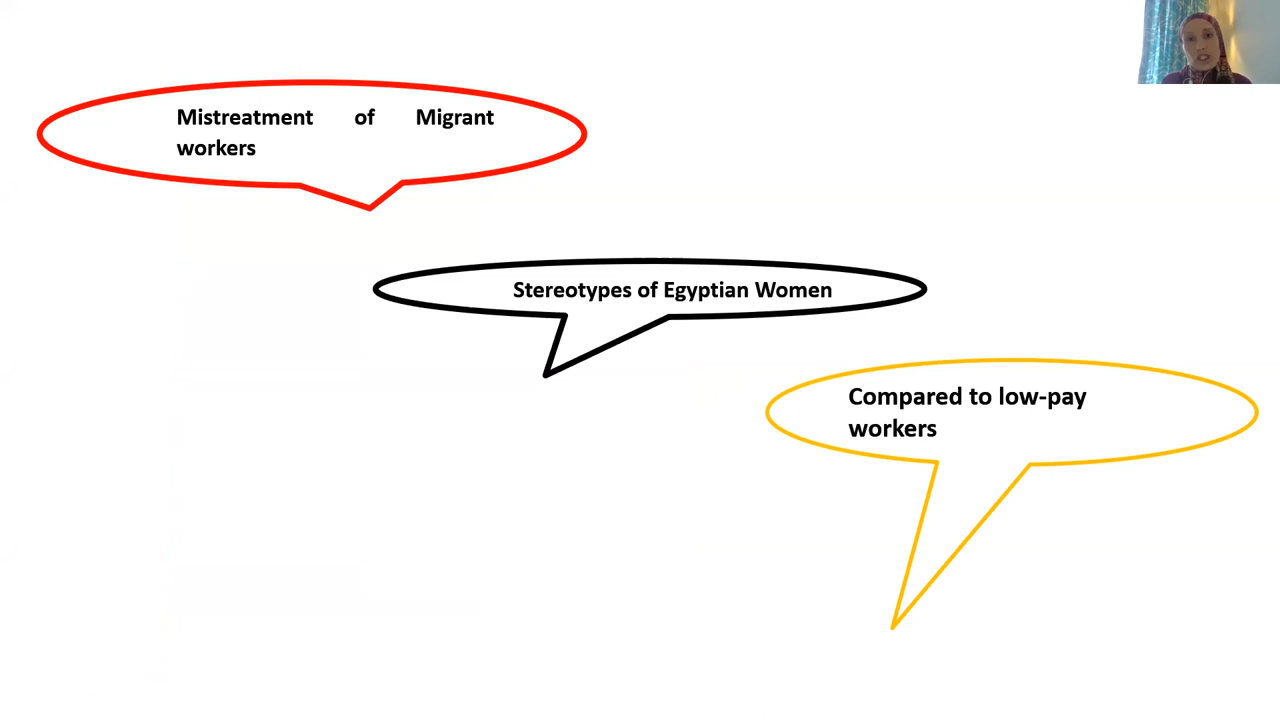 Mistreatment of Migrant
workers
Stereotypes of Egyptian Women
Compared to low-pay
workers